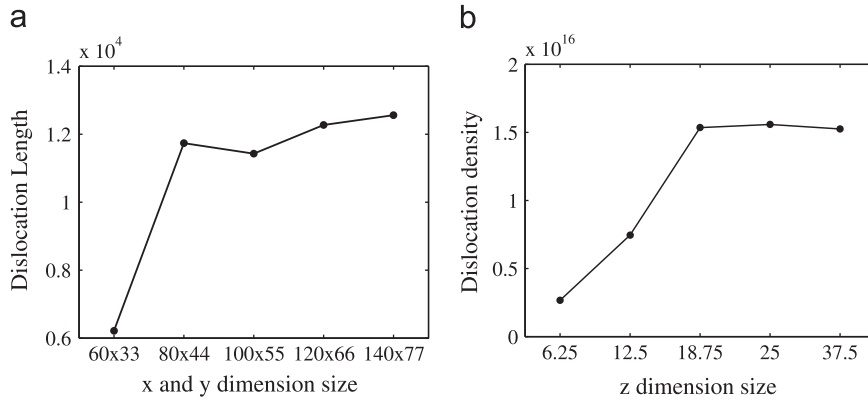 a
x 10^4
1.4
1.2
1
0.8
0.6
Dislocation Length
60x33 80x44 100x55 120x66 140x77
x and y dimension size
b
x 10^16
2
1.5
1
0.5
0
Dislocation density
6.25 12.5 18.75 25 37.5
z dimension size